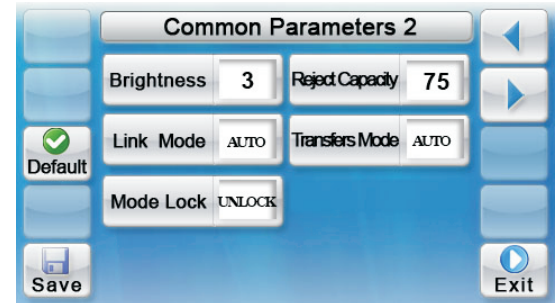 Common Parameters 2
Brightness 3 Reject Capacity 75
Link Mode AUTO Transfers Mode AUTO
Default
Mode Lock UNLOCK
Save Exit